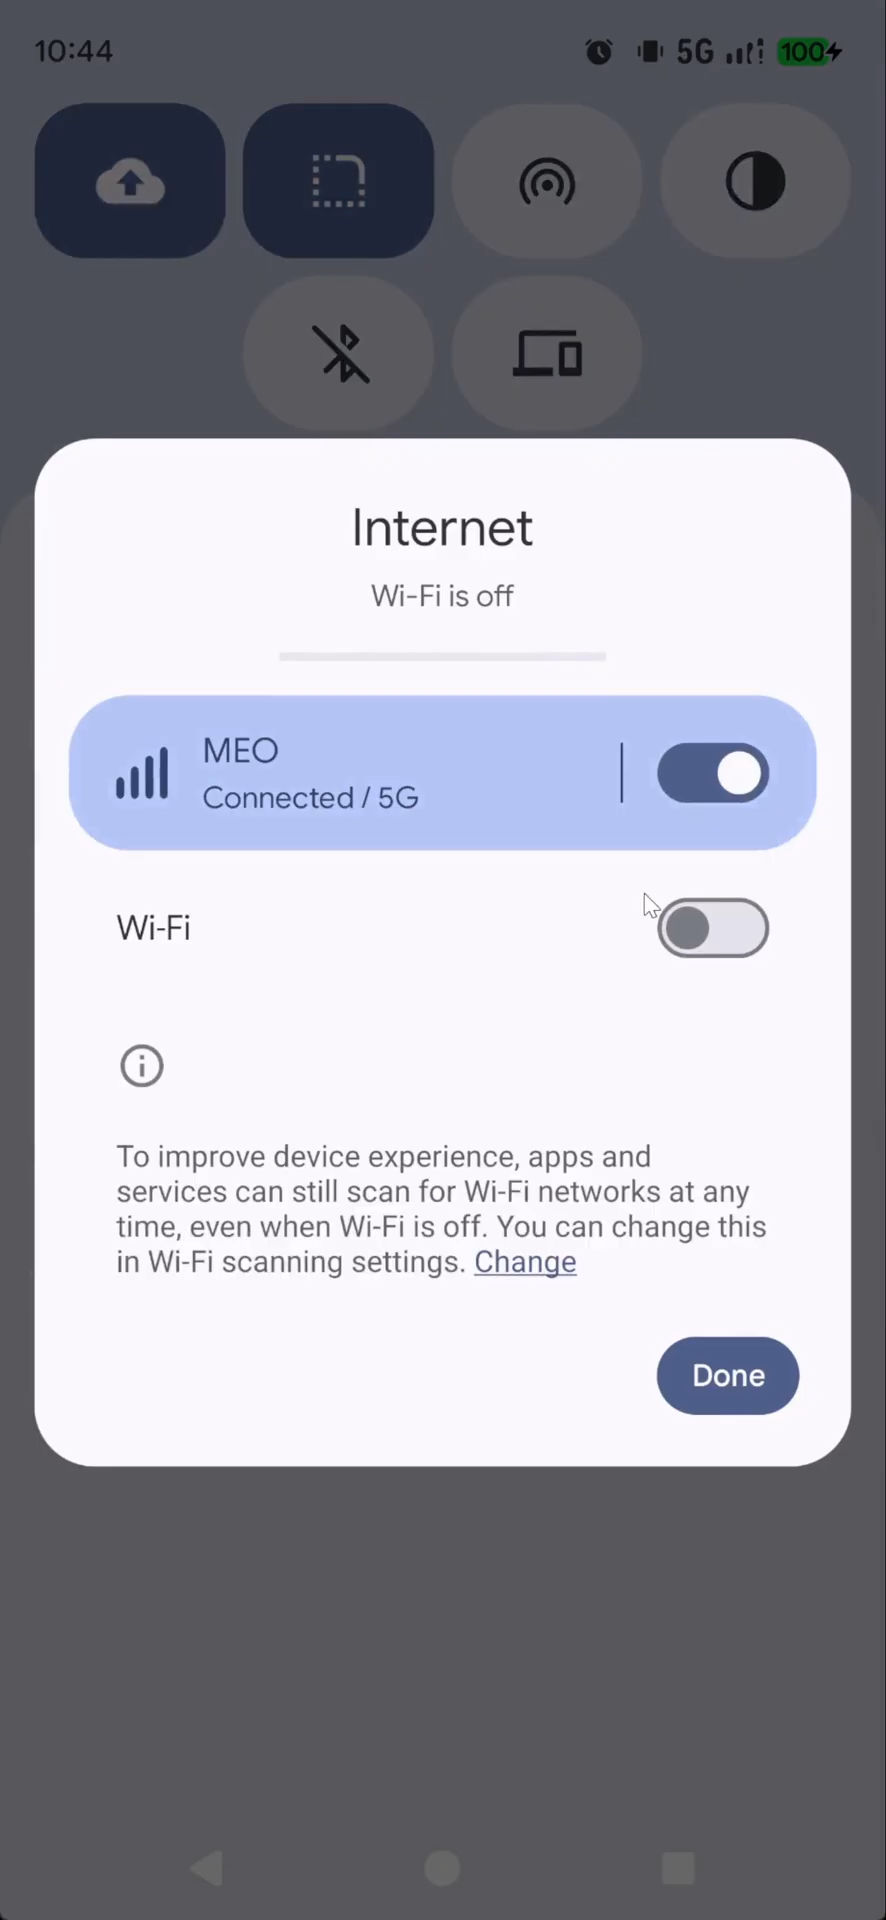 10:44
5G
100
Internet
Wi-Fi is off
MEO
Connected / 5G
Wi-Fi
To improve device experience, apps and
services can still scan for Wi-Fi networks at any
time, even when Wi-Fi is off. You can change this
in Wi-Fi scanning settings. Change
Done